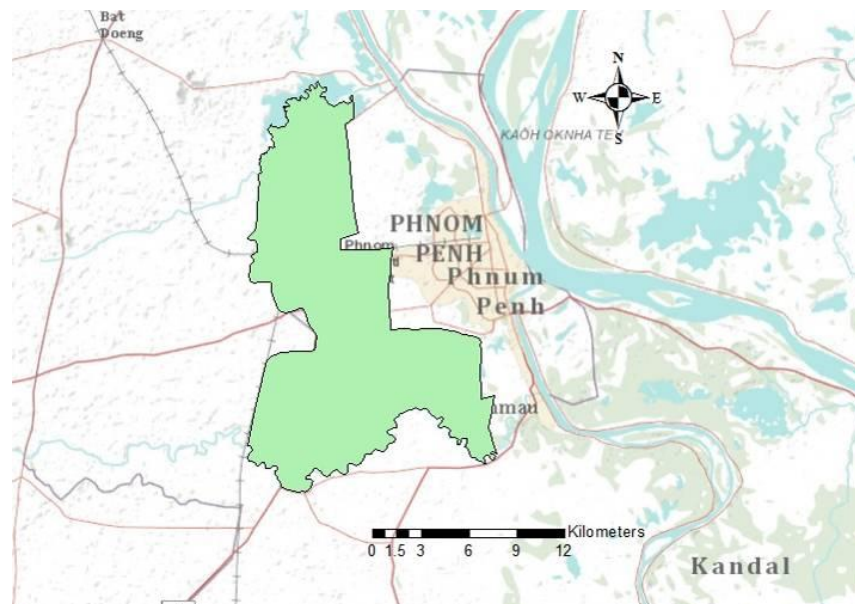 Bat
Doeng
N
W E
S
KAÔH OKNHA TE
PHNOM
PENH
Phnom
Phnum
Penh
amau
Kilometers
0 1.5 3 6 9 12
Kandal